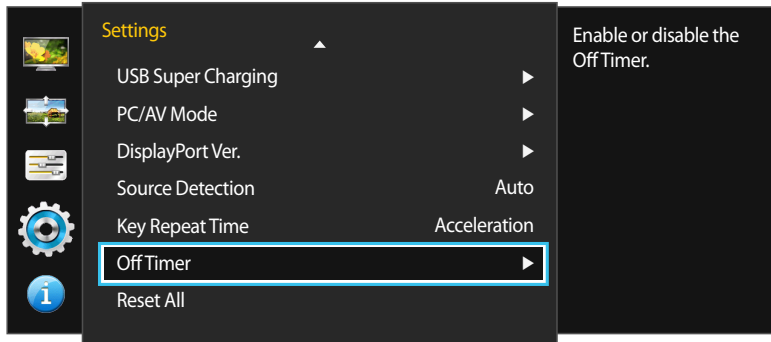 Settings
USB Super Charging
PC/AV Mode
DisplayPort Ver.
Source Detection Auto
Key Repeat Time Acceleration
Off Timer
Reset All
Enable or disable the
Off Timer.